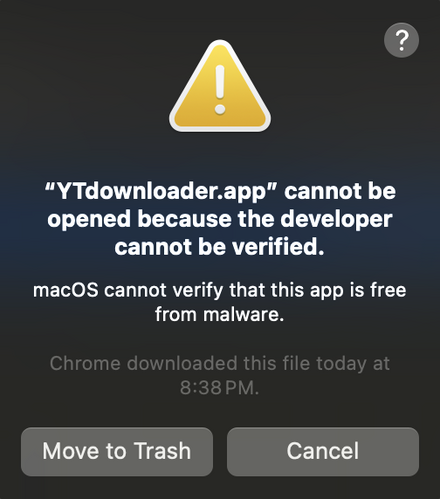 ?
“YTdownloader.app” cannot be
opened because the developer
cannot be verified.
macOS cannot verify that this app is free
from malware.
Chrome downloaded this file today at
8:38 PM.
Move to Trash
Cancel